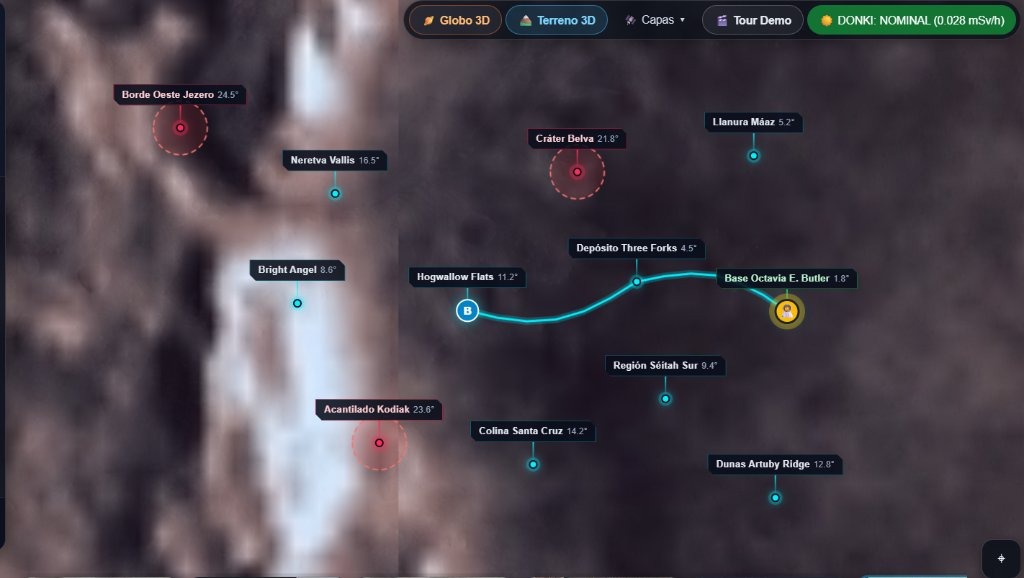 Globo 3D
Terreno 3D
Capas
Tour Demo
DONKI: NOMINAL (0.028 mSv/h)
Borde Oeste Jezero 24.5°
Llanura Máaz 5.2°
Cráter Belva 21.8°
Neretva Vallis 16.5°
Depósito Three Forks 4.5°
Bright Angel 8.6°
Hogwallow Flats 11.2°
Base Octavia E. Butler 1.8°
B
Región Séítah Sur 9.4°
Acantilado Kodiak 23.6°
Colina Santa Cruz 14.2°
Dunas Artuby Ridge 12.8°